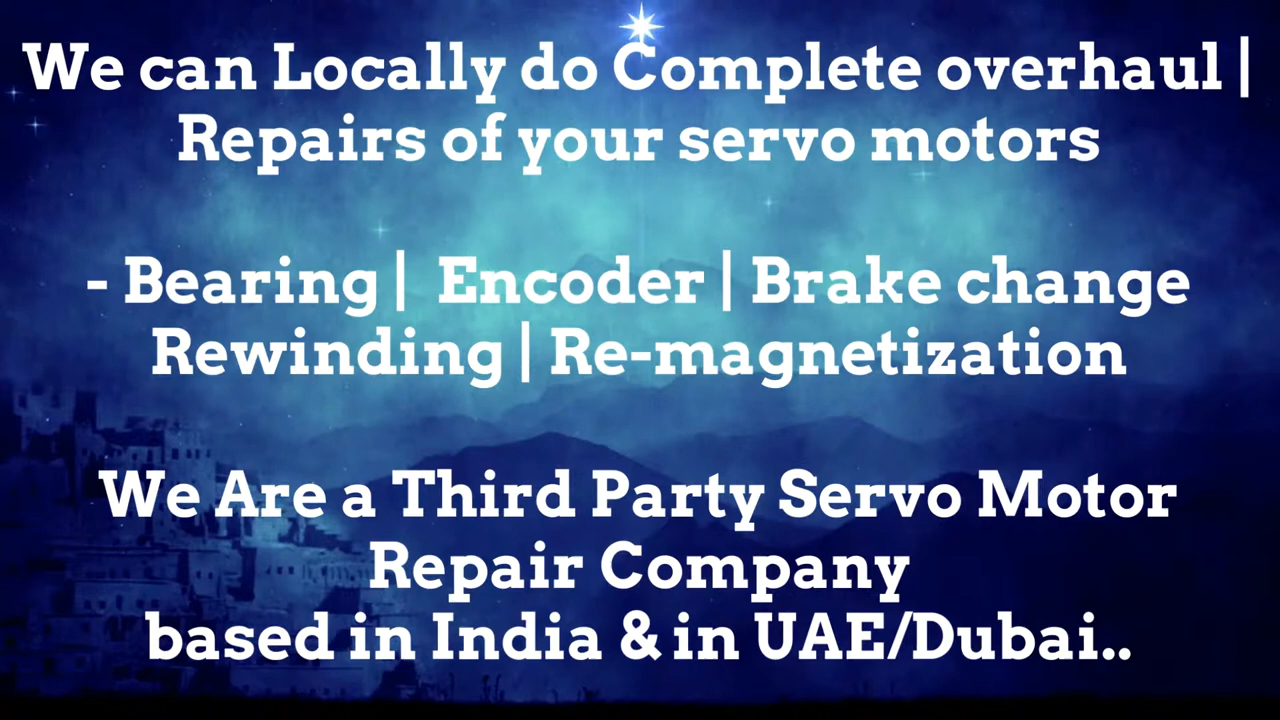 We can Locally do Complete overhaul |
Repairs of your servo motors
- Bearing | Encoder | Brake change
Rewinding | Re-magnetization
We Are a Third Party Servo Motor
Repair Company
based in India & in UAE/Dubai..